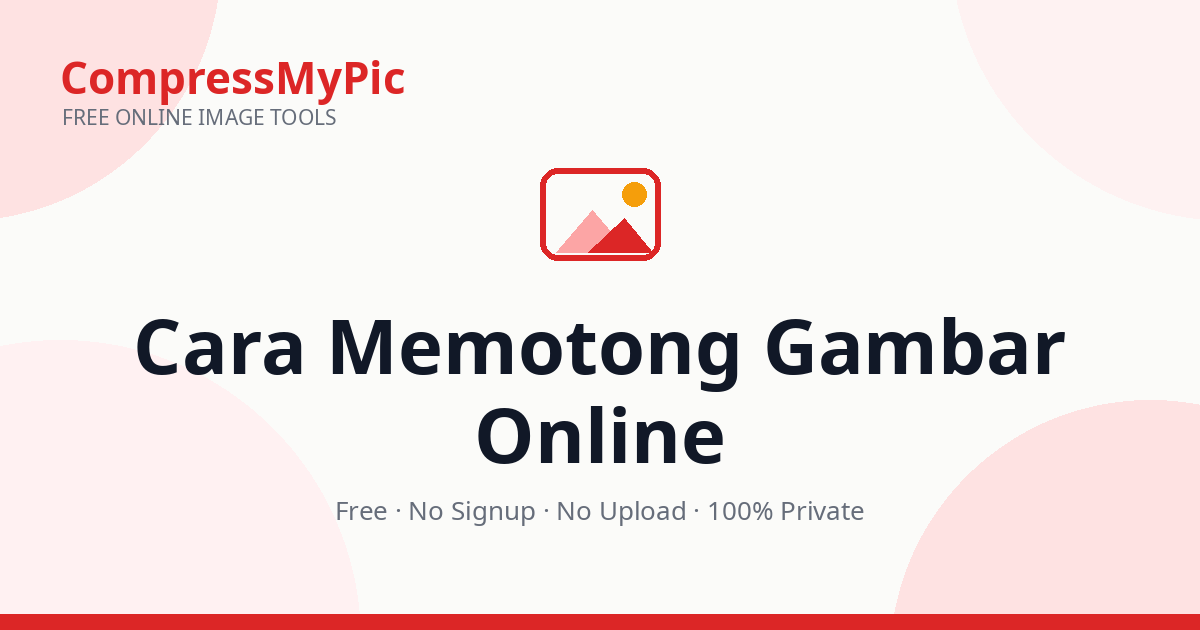 CompressMyPic
FREE ONLINE IMAGE TOOLS
Cara Memotong Gambar
Online
Free · No Signup · No Upload · 100% Private